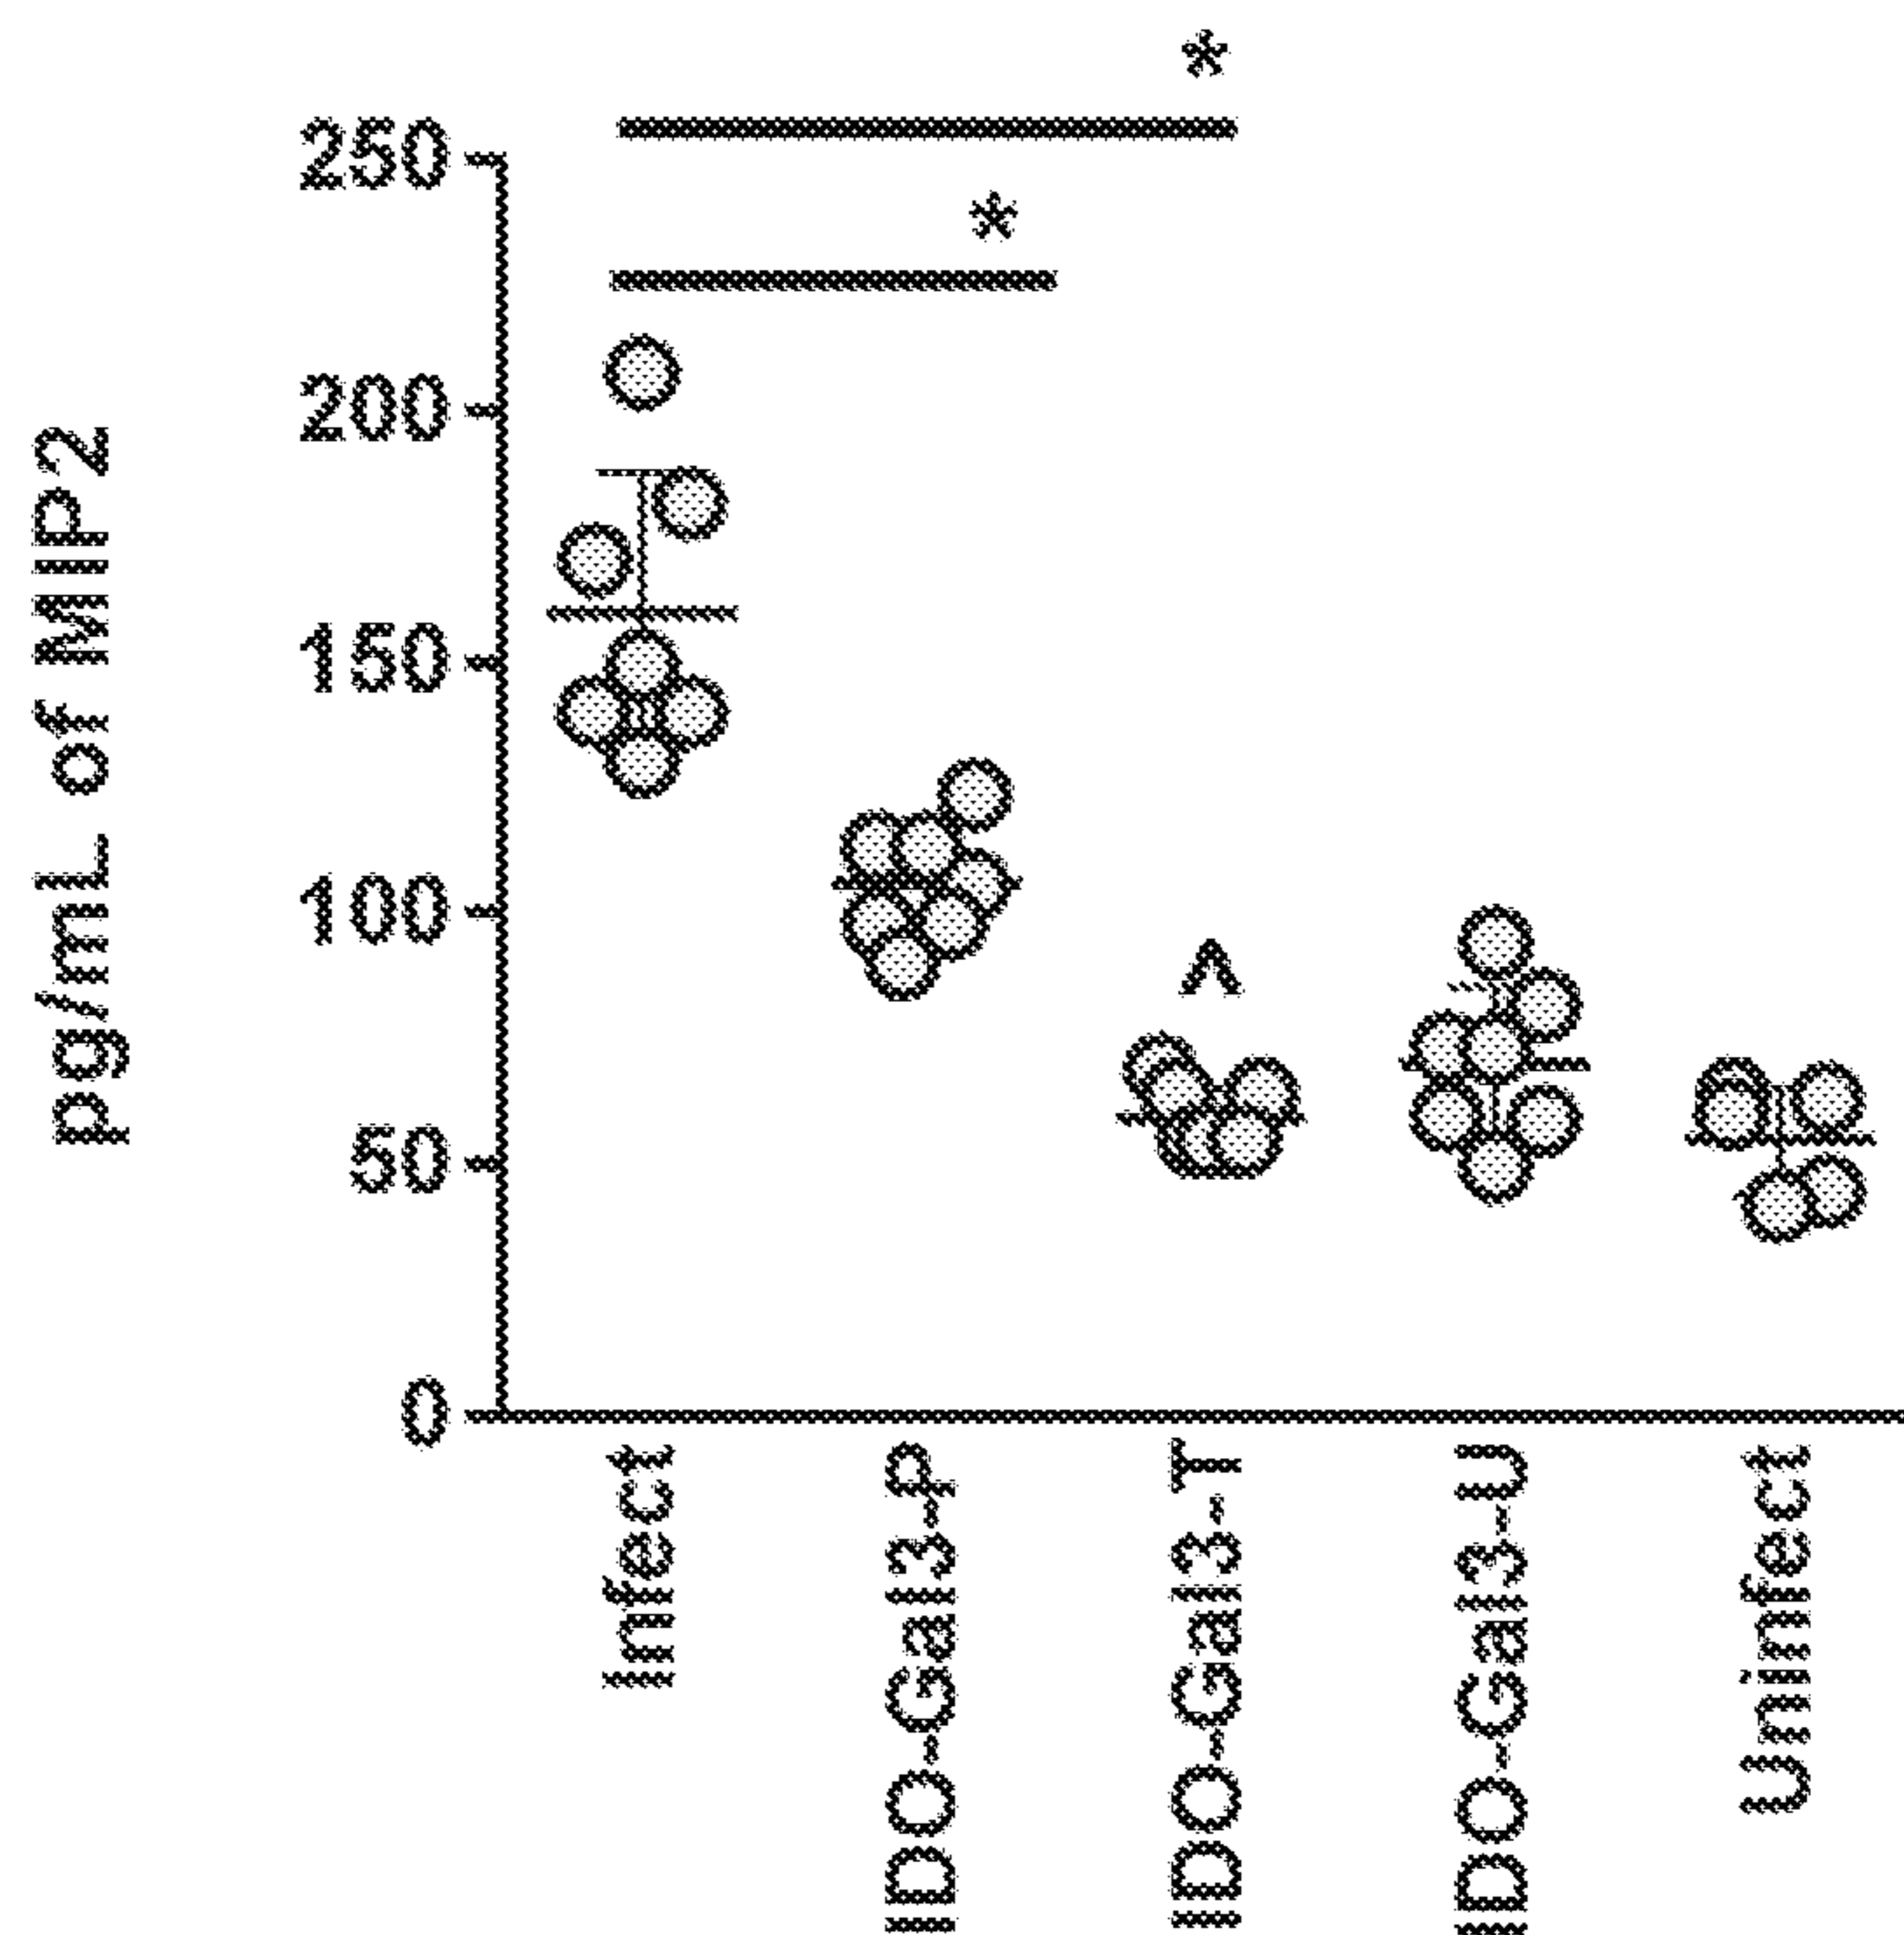 *
250
*
200
150
100
50
0
pg/mL of MIP2
^
Infect
IDO-Gal3-P
IDO-Gal3-T
IDO-Gal3-U
Uninfect